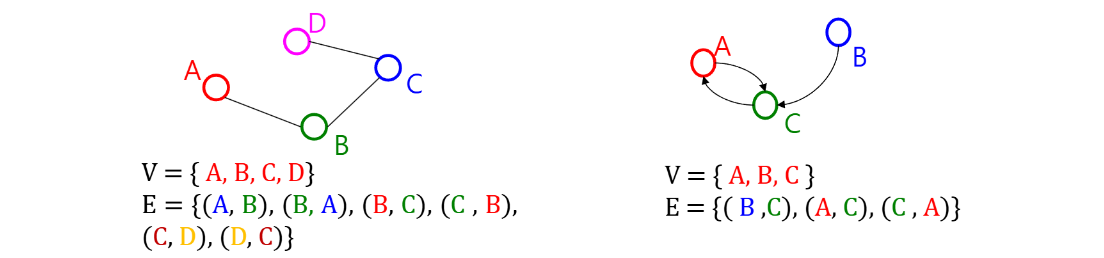 D
A
C
B
V = { A, B, C, D}
E = {(A, B), (B, A), (B, C), (C , B),
(C, D), (D, C)}
A
B
C
V = { A, B, C }
E = {( B ,C), (A, C), (C , A)}